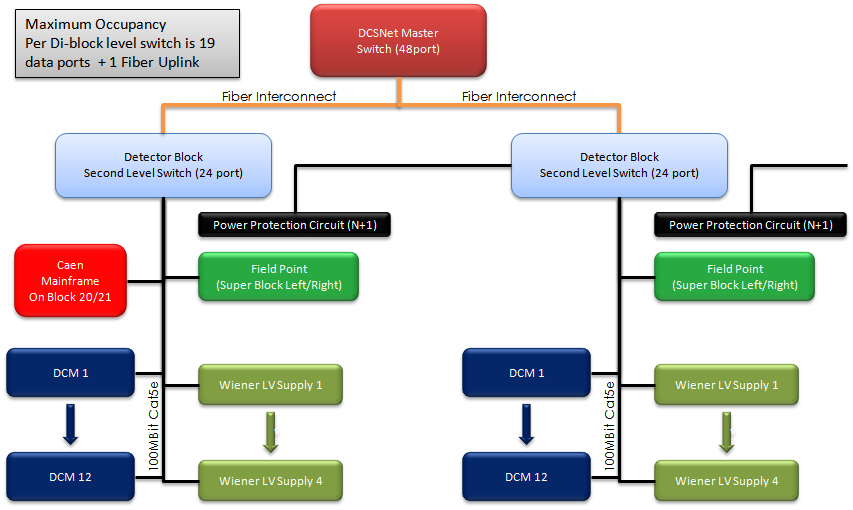 Maximum Occupancy
Per Di-block level switch is 19
data ports + 1 Fiber Uplink
DCSNet Master
Switch (48port)
Fiber Interconnect
Fiber Interconnect
Detector Block
Second Level Switch (24 port)
Detector Block
Second Level Switch (24 port)
Power Protection Circuit (N+1)
Power Protection Circuit (N+1)
Caen
Mainframe
On Block 20/21
Field Point
(Super Block Left/Right)
Field Point
(Super Block Left/Right)
DCM 1
Wiener LV Supply 1
DCM 1
Wiener LV Supply 1
100MBit Cat5e
100MBit Cat5e
DCM 12
Wiener LV Supply 4
DCM 12
Wiener LV Supply 4